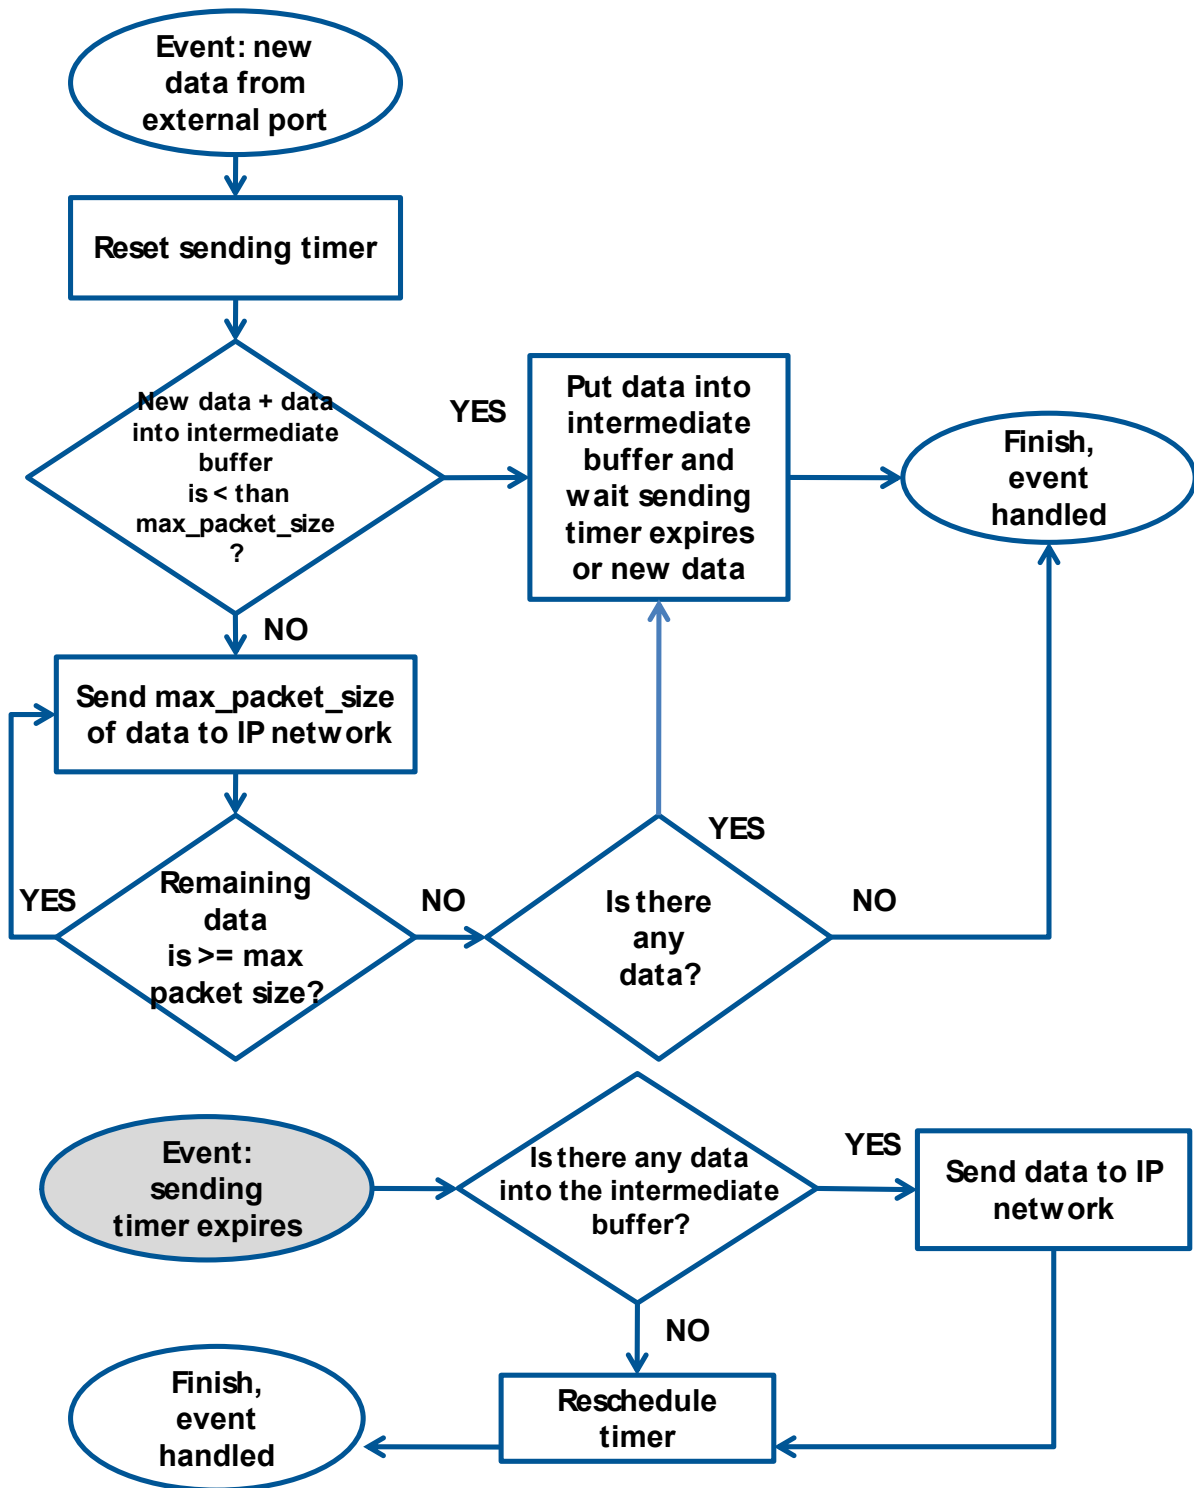 Event: new
data from
external port
Reset sending timer
New data + data
into intermediate
buffer
is < than
max_packet_size
?
YES
Put data into
intermediate
buffer and
wait sending
timer expires
or new data
Finish,
event
handled
NO
Send max_packet_size
of data to IP network
YES
Remaining
data
is >= max
packet size?
NO
YES
Is there
any
data?
NO
Event:
sending
timer expires
Is there any data
into the intermediate
buffer?
YES
Send data to IP
network
NO
Reschedule
timer
Finish,
event
handled